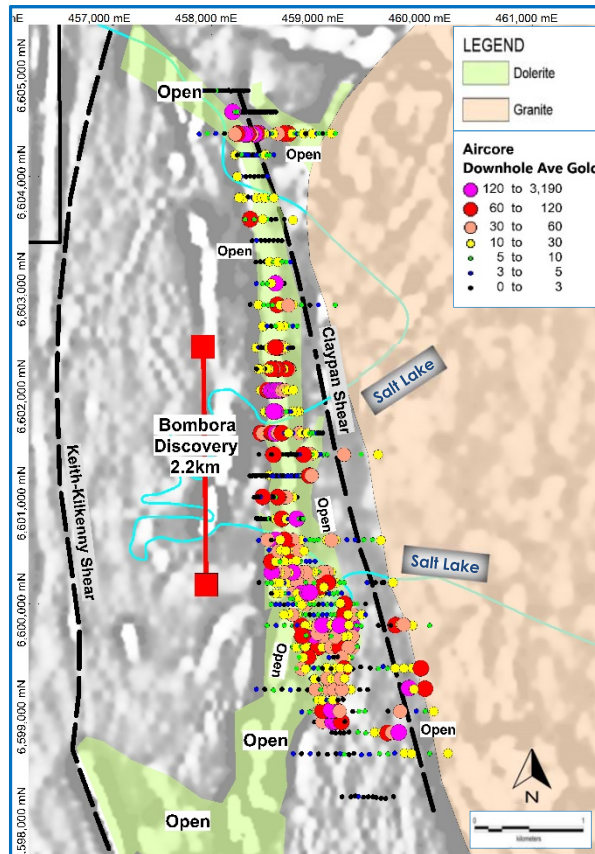 457,000 mE 458,000 mE 459,000 mE 460,000 mE 461,000 mE
6,605,000 mN
6,604,000 mN
6,603,000 mN
6,602,000 mN
6,601,000 mN
6,600,000 mN
6,599,000 mN
6,598,000 mN
LEGEND
Dolerite
Granite
Aircore
Downhole Ave Gold
120 to 3,190
60 to 120
30 to 60
10 to 30
5 to 10
3 to 5
0 to 3
Open
Open
Open
Claypan Shear
Salt Lake
Bombora
Discovery
2.2km
Keith-Kilkenny Shear
Open
Salt Lake
Open
Open
Open
Open
N
0 1
kilometers